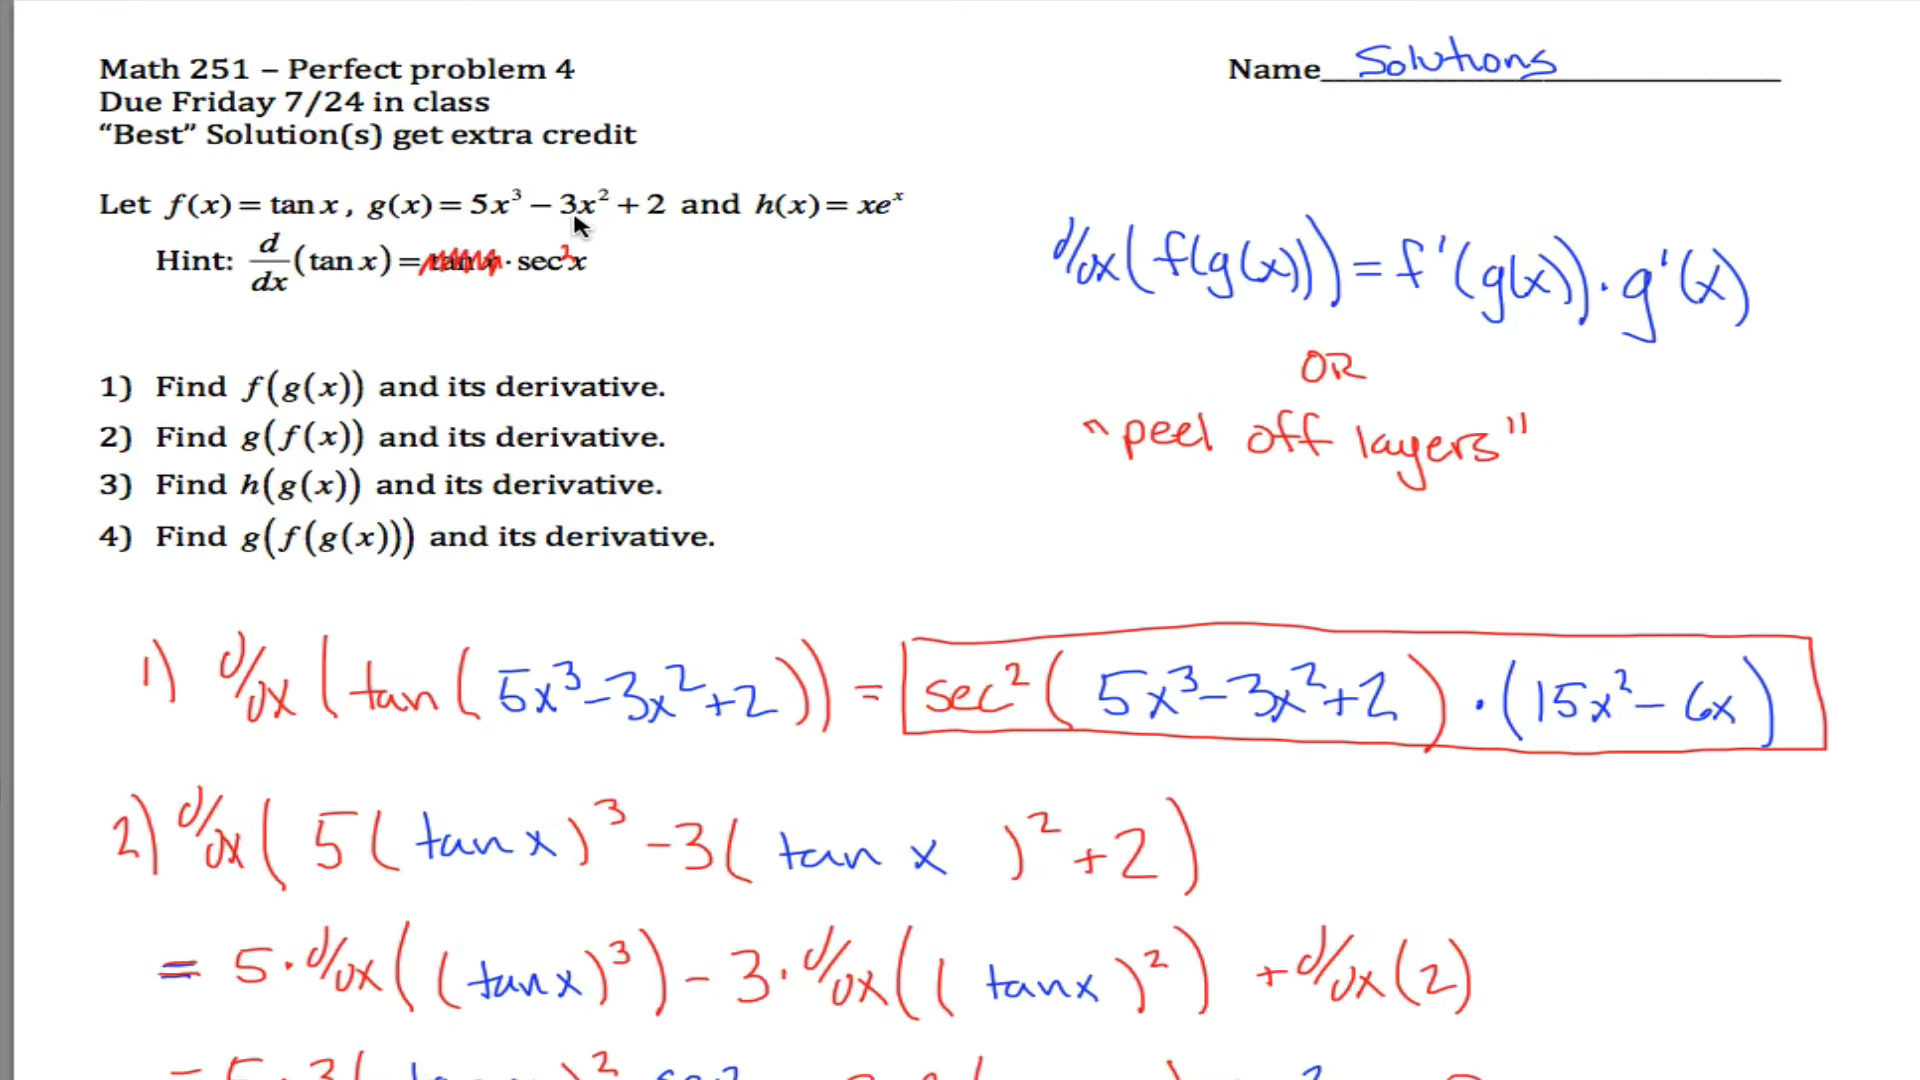 Math 251 – Perfect problem 4
Name Solutions
Due Friday 7/24 in class
“Best” Solution(s) get extra credit
Let f(x) = tan x , g(x) = 5x³ − 3x² + 2 and h(x) = xeˣ
Hint: d/dx (tan x) = tan x · sec²x
d/dx(f(g(x))) = f'(g(x)) · g'(x)
OR
"peel off layers"
1) Find f(g(x)) and its derivative.
2) Find g(f(x)) and its derivative.
3) Find h(g(x)) and its derivative.
4) Find g(f(g(x))) and its derivative.
1) d/dx (tan(5x³−3x²+2)) = sec²(5x³−3x²+2) · (15x²−6x)
2) d/dx (5(tan x)³ −3(tan x)² +2)
= 5 · d/dx((tanx)³) − 3 · d/dx((tanx)²) + d/dx(2)